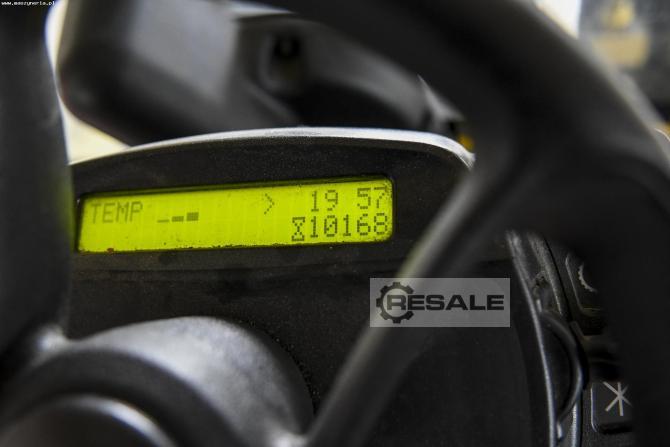 www.maszyneria.pl
TEMP > 19 57
10168
RESALE